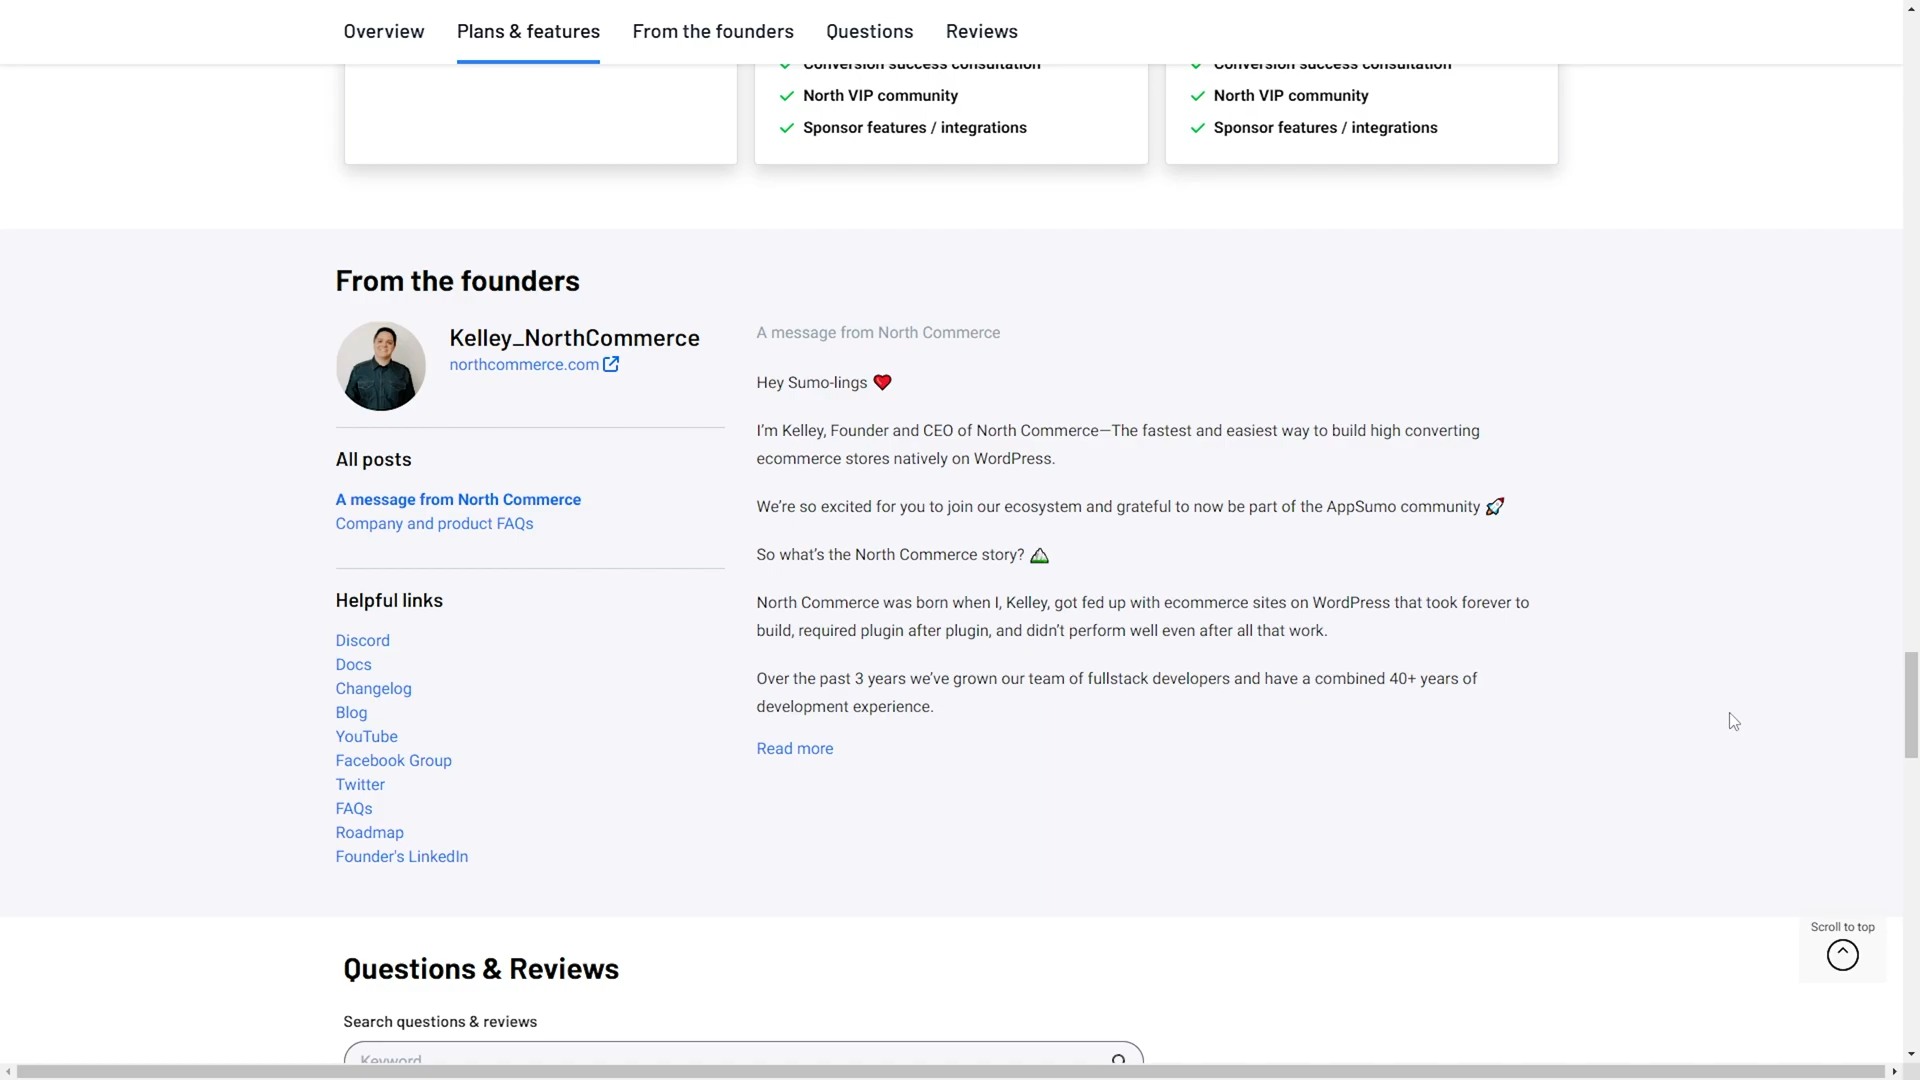 Overview Plans & features From the founders Questions Reviews
Conversion success consultation
North VIP community
Sponsor features / integrations
Conversion success consultation
North VIP community
Sponsor features / integrations
From the founders
Kelley_NorthCommerce
northcommerce.com
All posts
A message from North Commerce
Company and product FAQs
Helpful links
Discord
Docs
Changelog
Blog
YouTube
Facebook Group
Twitter
FAQs
Roadmap
Founder's LinkedIn
A message from North Commerce
Hey Sumo-lings ❤️
I’m Kelley, Founder and CEO of North Commerce—The fastest and easiest way to build high converting
ecommerce stores natively on WordPress.
We’re so excited for you to join our ecosystem and grateful to now be part of the AppSumo community 🚀
So what’s the North Commerce story? 🏔️
North Commerce was born when I, Kelley, got fed up with ecommerce sites on WordPress that took forever to
build, required plugin after plugin, and didn’t perform well even after all that work.
Over the past 3 years we’ve grown our team of fullstack developers and have a combined 40+ years of
development experience.
Read more
Scroll to top
Questions & Reviews
Search questions & reviews
Keyword